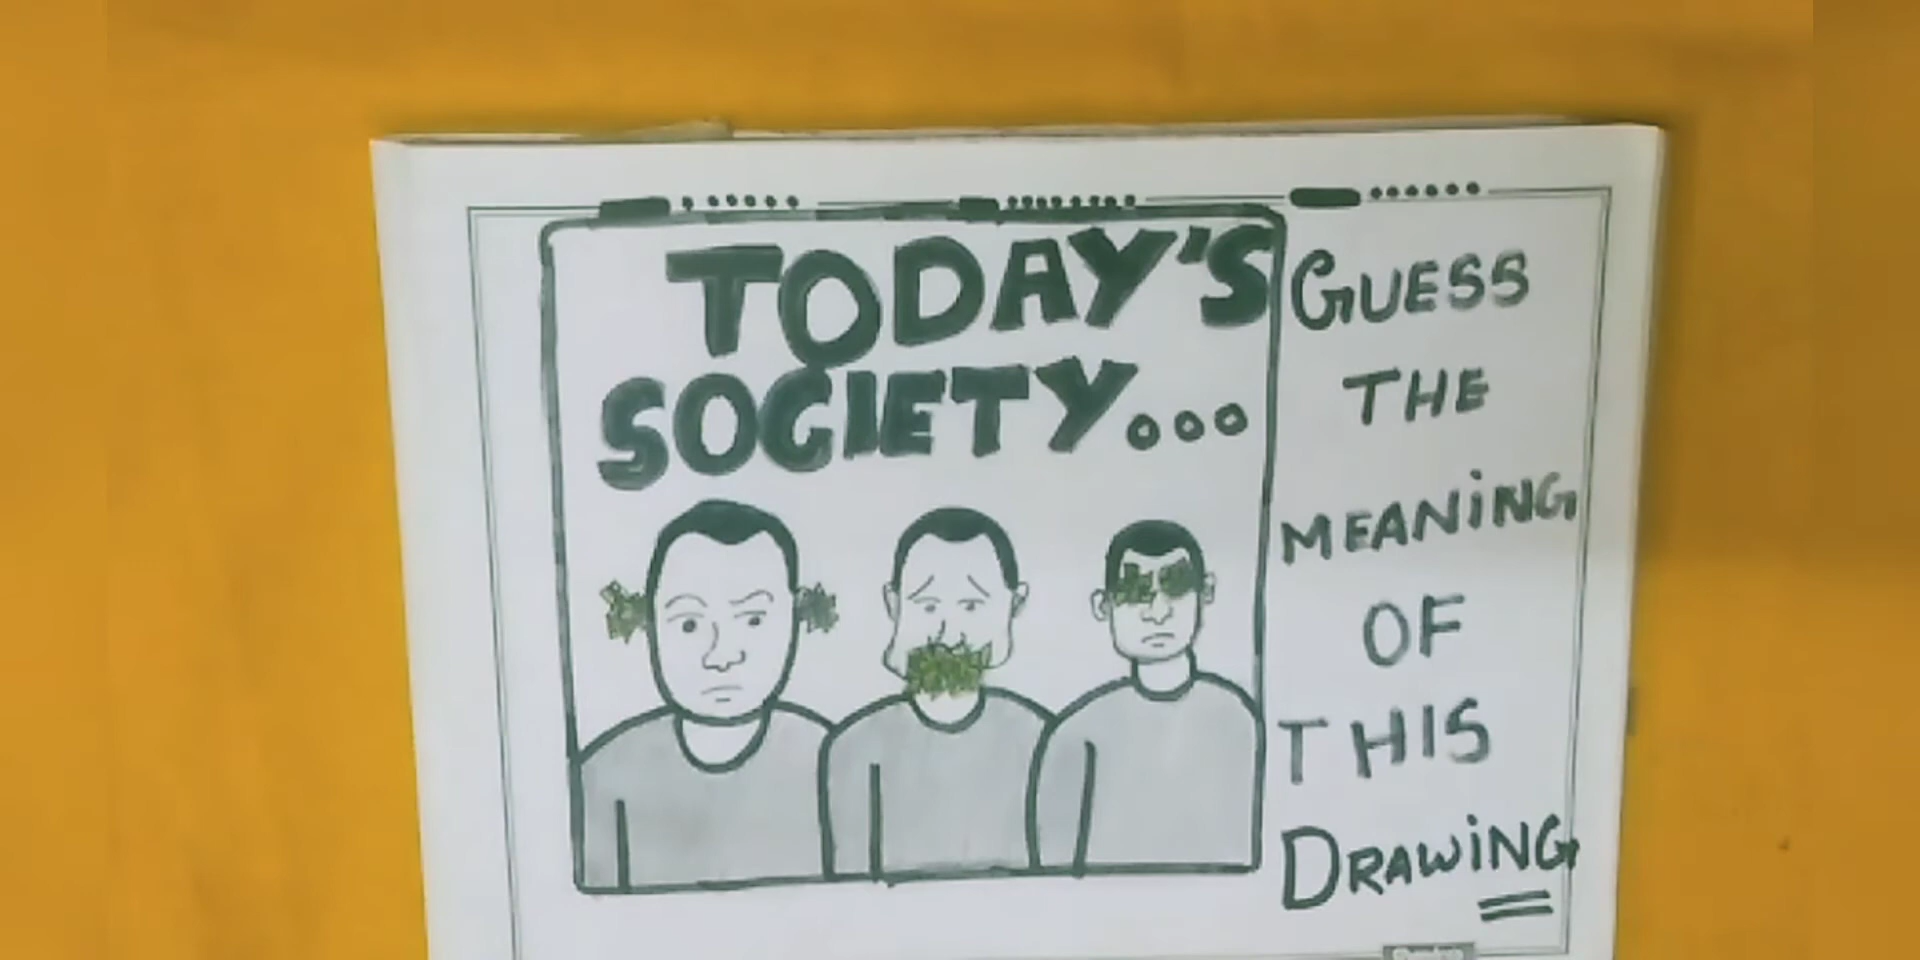 TODAY'S
SOCIETY...
GUESS
THE
MEANING
OF
THIS
DRAWING